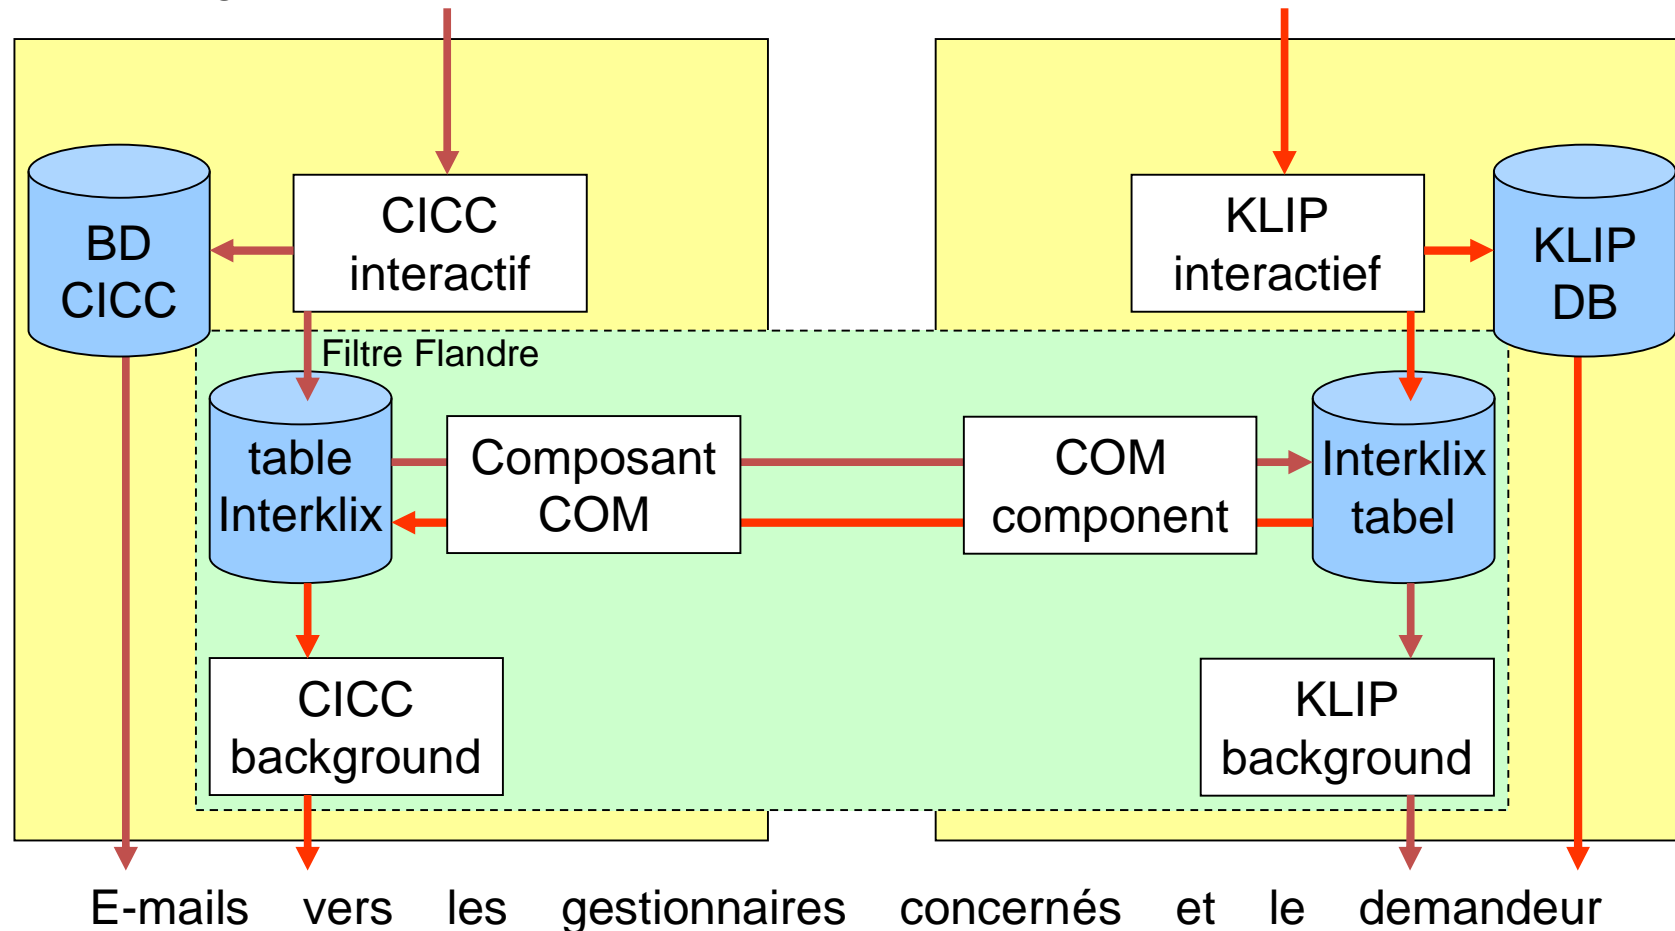 CICC
interactif
KLIP
interactief
BD
CICC
KLIP
DB
Filtre Flandre
table
Interklix
Composant
COM
COM
component
Interklix
tabel
CICC
background
KLIP
background
E-mails vers les gestionnaires concernés et le demandeur